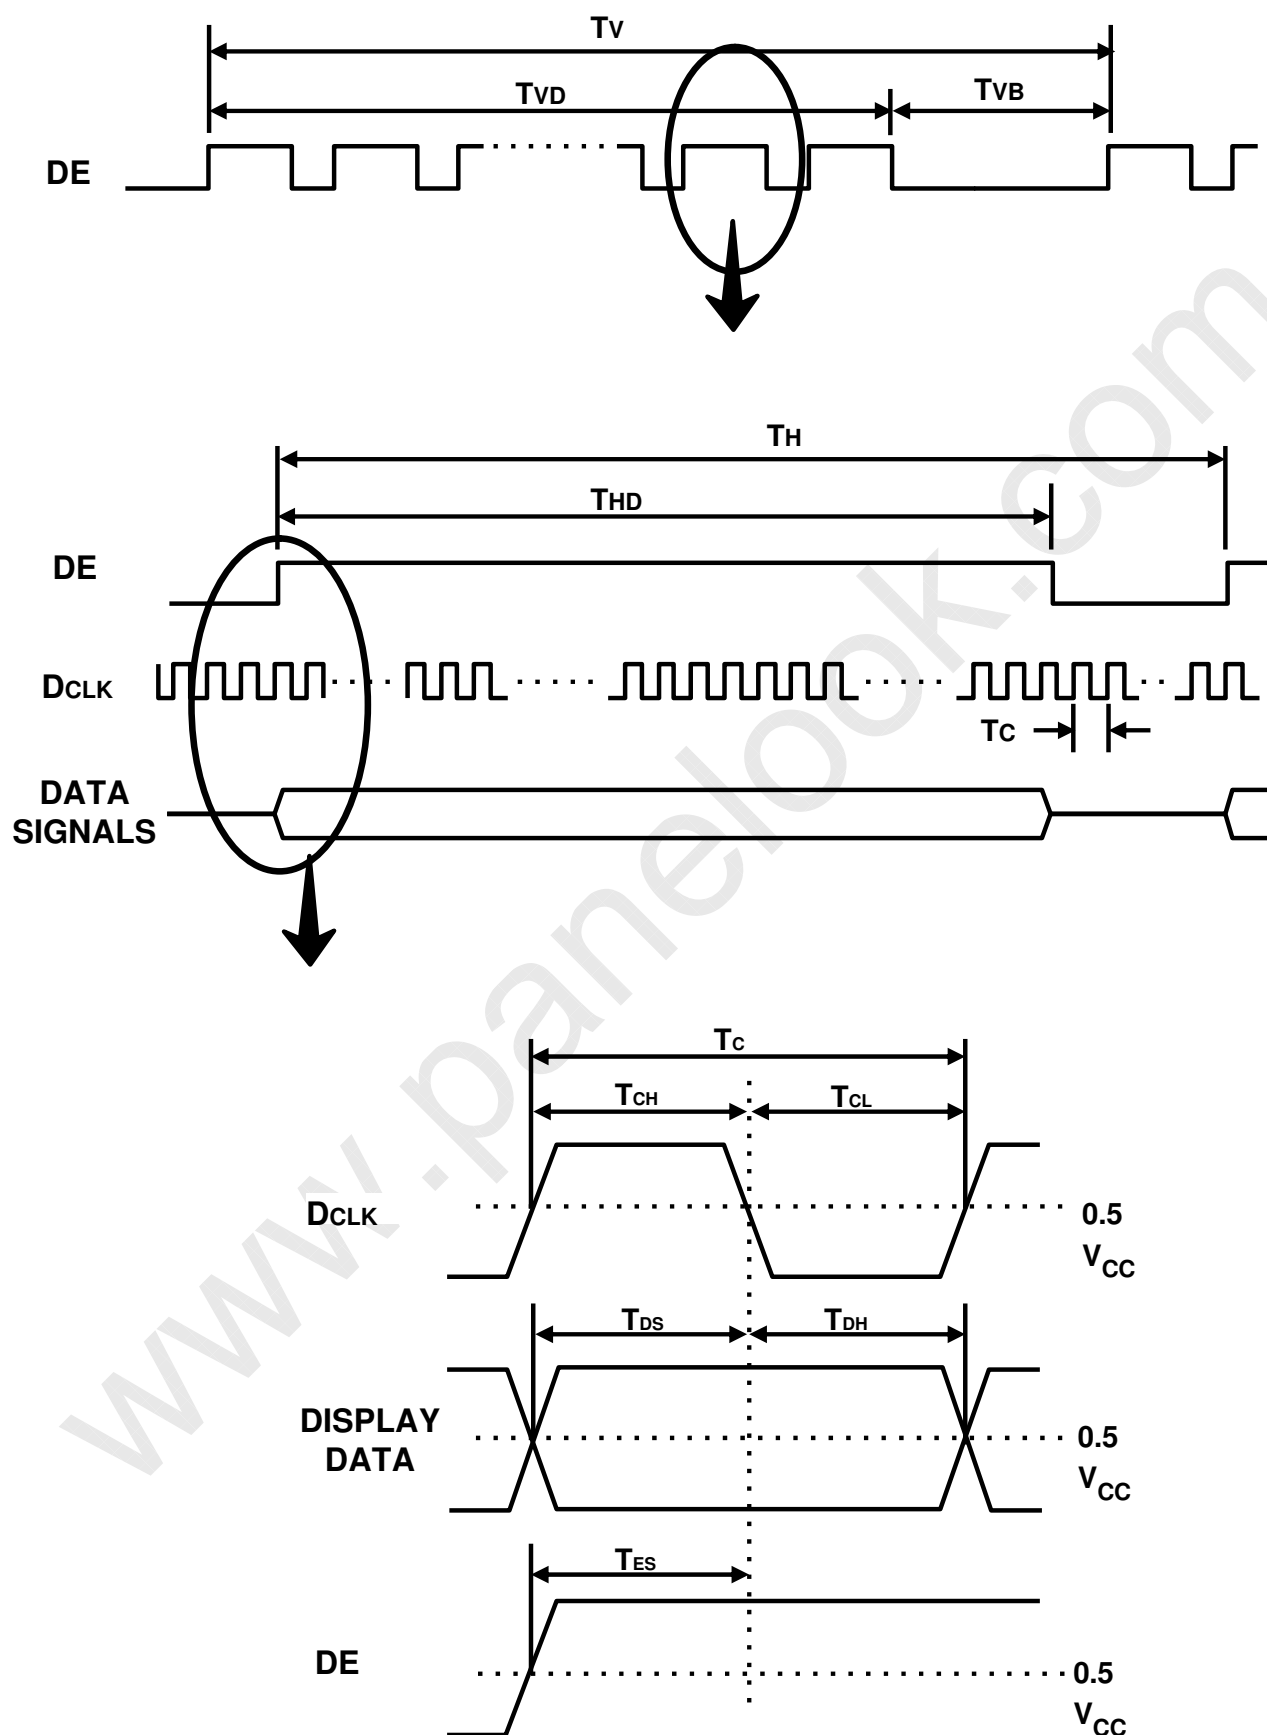 TV
TVD
TVB
DE
TH
THD
DE
DCLK
TC
DATA
SIGNALS
TC
TCH
TCL
DCLK
0.5
VCC
TDS
TDH
DISPLAY
DATA
0.5
VCC
TES
DE
0.5
VCC
www.panelook.com